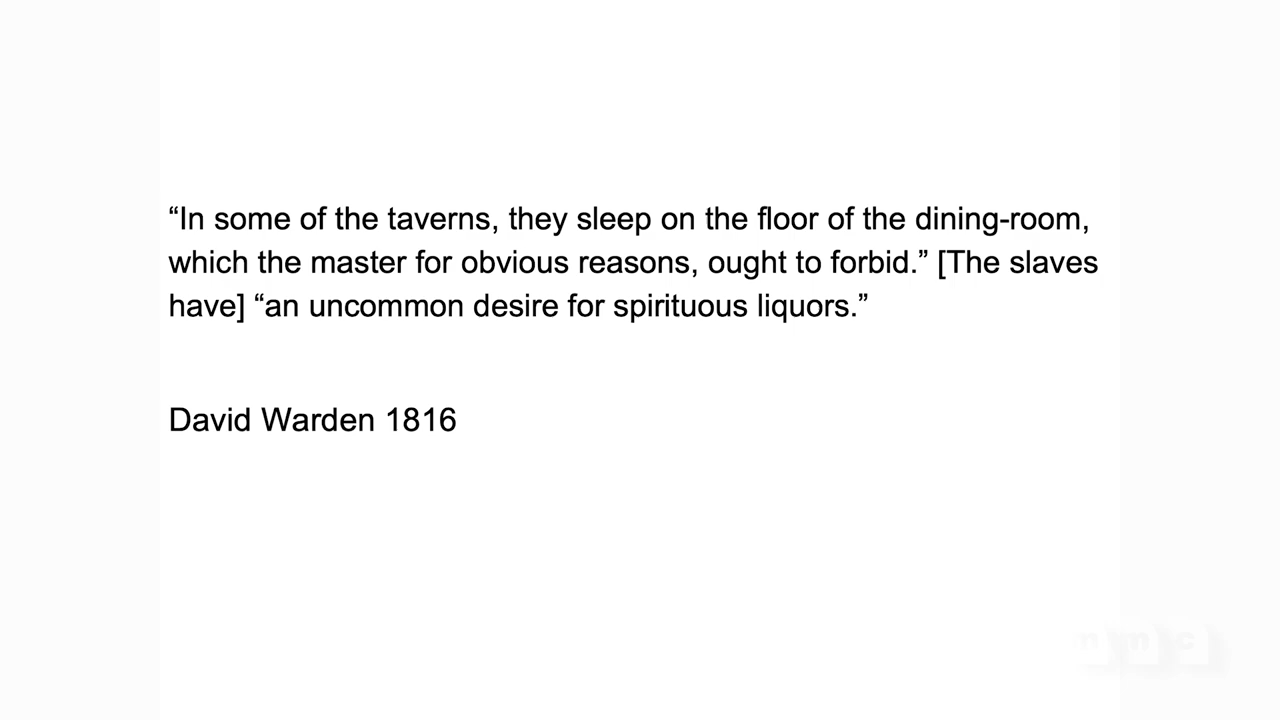 “In some of the taverns, they sleep on the floor of the dining-room,
which the master for obvious reasons, ought to forbid.” [The slaves
have] “an uncommon desire for spirituous liquors.”
David Warden 1816
nmc